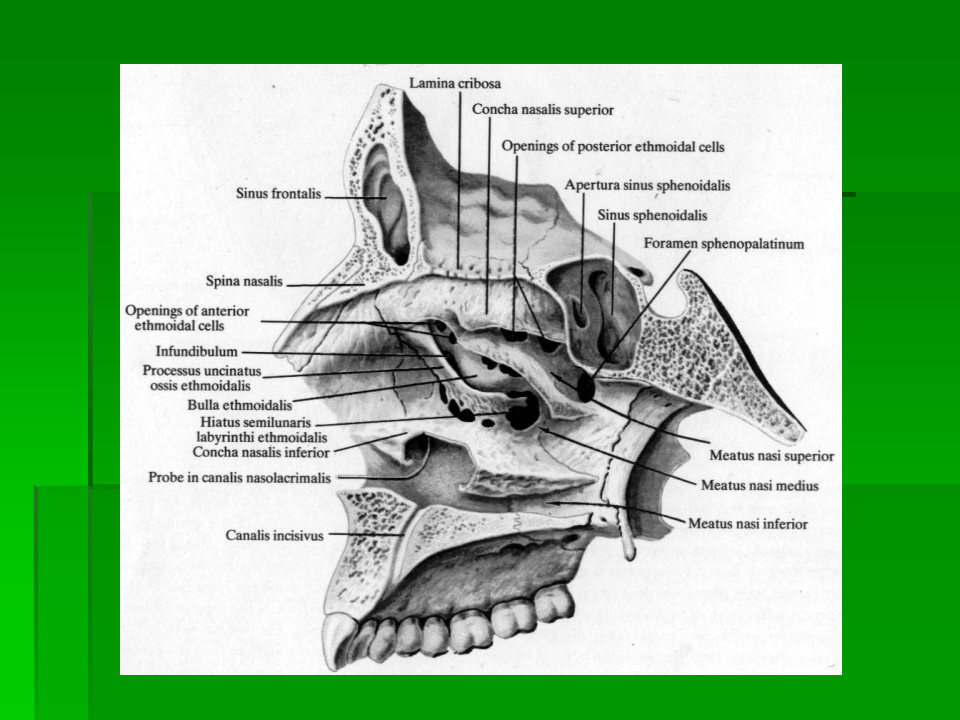 Lamina cribosa
Concha nasalis superior
Openings of posterior ethmoidal cells
Apertura sinus sphenoidalis
Sinus frontalis
Sinus sphenoidalis
Foramen sphenopalatinum
Spina nasalis
Openings of anterior
ethmoidal cells
Infundibulum
Processus uncinatus
ossis ethmoidalis
Bulla ethmoidalis
Hiatus semilunaris
labyrinthi ethmoidalis
Concha nasalis inferior
Probe in canalis nasolacrimalis
Canalis incisivus
Meatus nasi superior
Meatus nasi medius
Meatus nasi inferior